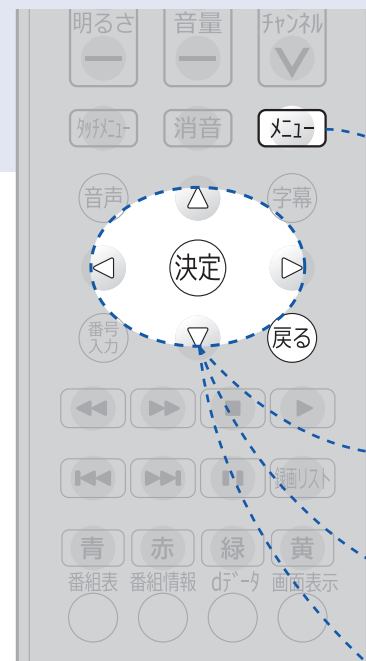 明るさ 音量 チャンネル
タッチメニュー 消音 メニュー
音声 字幕
決定
番号
入力
戻る
録画リスト
青 赤 緑 黄
番組表 番組情報 dデータ 画面表示